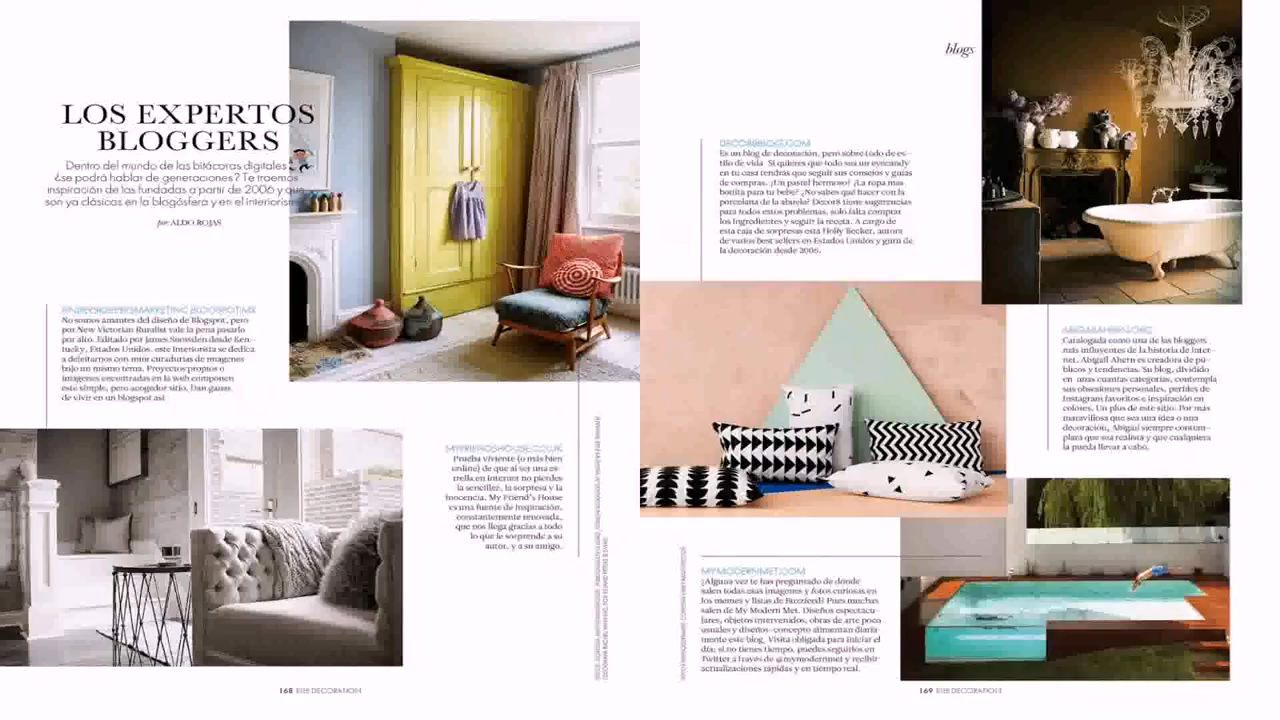 LOS EXPERTOS
BLOGGERS
Dentro del mundo de las bitácoras digitales
¿se podrá hablar de generaciones? Te traemos
inspiración de las fundadas a partir de 2006 y que
son ya clásicas en la blogósfera y en el interiorismo
por ALDO ROJAS
No somos amantes del diseño de Blogspot, pero
por New Victorian Ruralist vale la pena pasarlo
por alto. Editado por James Snowden desde Ken-
tucky, Estados Unidos, este interiorista se dedica
a deleitarnos con mini curadurías de imágenes
bajo un mismo tema. Proyectos propios o
imágenes encontradas en la web componen
este simple, pero acogedor sitio. Dan ganas
de vivir en un blogspot así
MYFRIENDSHOUSE.CO.UK
Prueba viviente (o más bien
online) de que al ser una es-
trella en internet no pierdes
la sencillez, la sorpresa y la
inocencia. My Friend's House
es una fuente de inspiración,
constantemente renovada,
que nos llega gracias a todo
lo que le sorprende a su
autor, y a su amigo.
168 ELLE DECORATION
blogs
DECOR8BLOG.COM
Es un blog de decoración, pero sobre todo de es-
tilo de vida. Si quieres que todo sea un eyecandy
en tu casa tendrás que seguir sus consejos y guías
de compras. ¿Un pastel hermoso? ¿La ropa más
bonita para tu bebé? ¿No sabes qué hacer con la
porcelana de la abuela? Decor8 tiene sugerencias
para todos estos problemas, sólo falta comprar
los ingredientes y seguir la receta. A cargo de
esta caja de sorpresas está Holly Becker, autora
de varios best sellers en Estados Unidos y gurú de
la decoración desde 2006.
Catalogada como una de las bloggers
más influyentes de la historia de inter-
net, Abigail Ahern es creadora de pú-
blicos y tendencias. Su blog, dividido
en unas cuantas categorías, contempla
sus obsesiones personales, perfiles de
Instagram favoritos e inspiración en
colores. Un plus de este sitio: Por más
maravillosa que sea una idea o una
decoración, Abigail siempre contem-
plará que sea realista y que cualquiera
la pueda llevar a cabo.
MYMODERNMET.COM
¿Alguna vez te has preguntado de dónde
salen todas esas imágenes y fotos curiosas en
los memes y listas de Buzzfeed? Pues muchas
salen de My Modern Met. Diseños espectacu-
lares, objetos intervenidos, obras de arte poco
usuales y diseños-concepto alimentan diaria-
mente este blog. Visita obligada para iniciar el
día; si no tienes tiempo, puedes seguirlos en
Twitter a través de @mymodernmet y recibir
actualizaciones rápidas y en tiempo real.
169 ELLE DECORATION